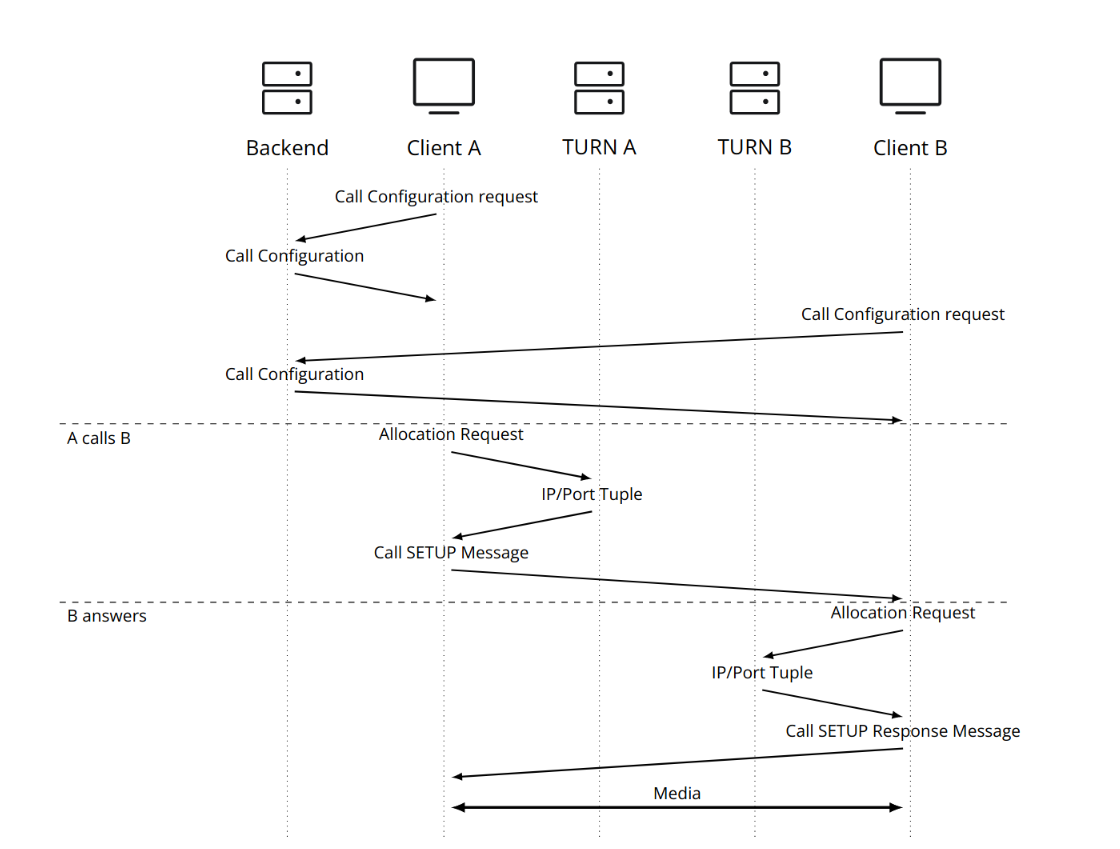 Backend
Client A
TURN A
TURN B
Client B
Call Configuration request
Call Configuration
Call Configuration request
Call Configuration
A calls B
Allocation Request
IP/Port Tuple
Call SETUP Message
B answers
Allocation Request
IP/Port Tuple
Call SETUP Response Message
Media